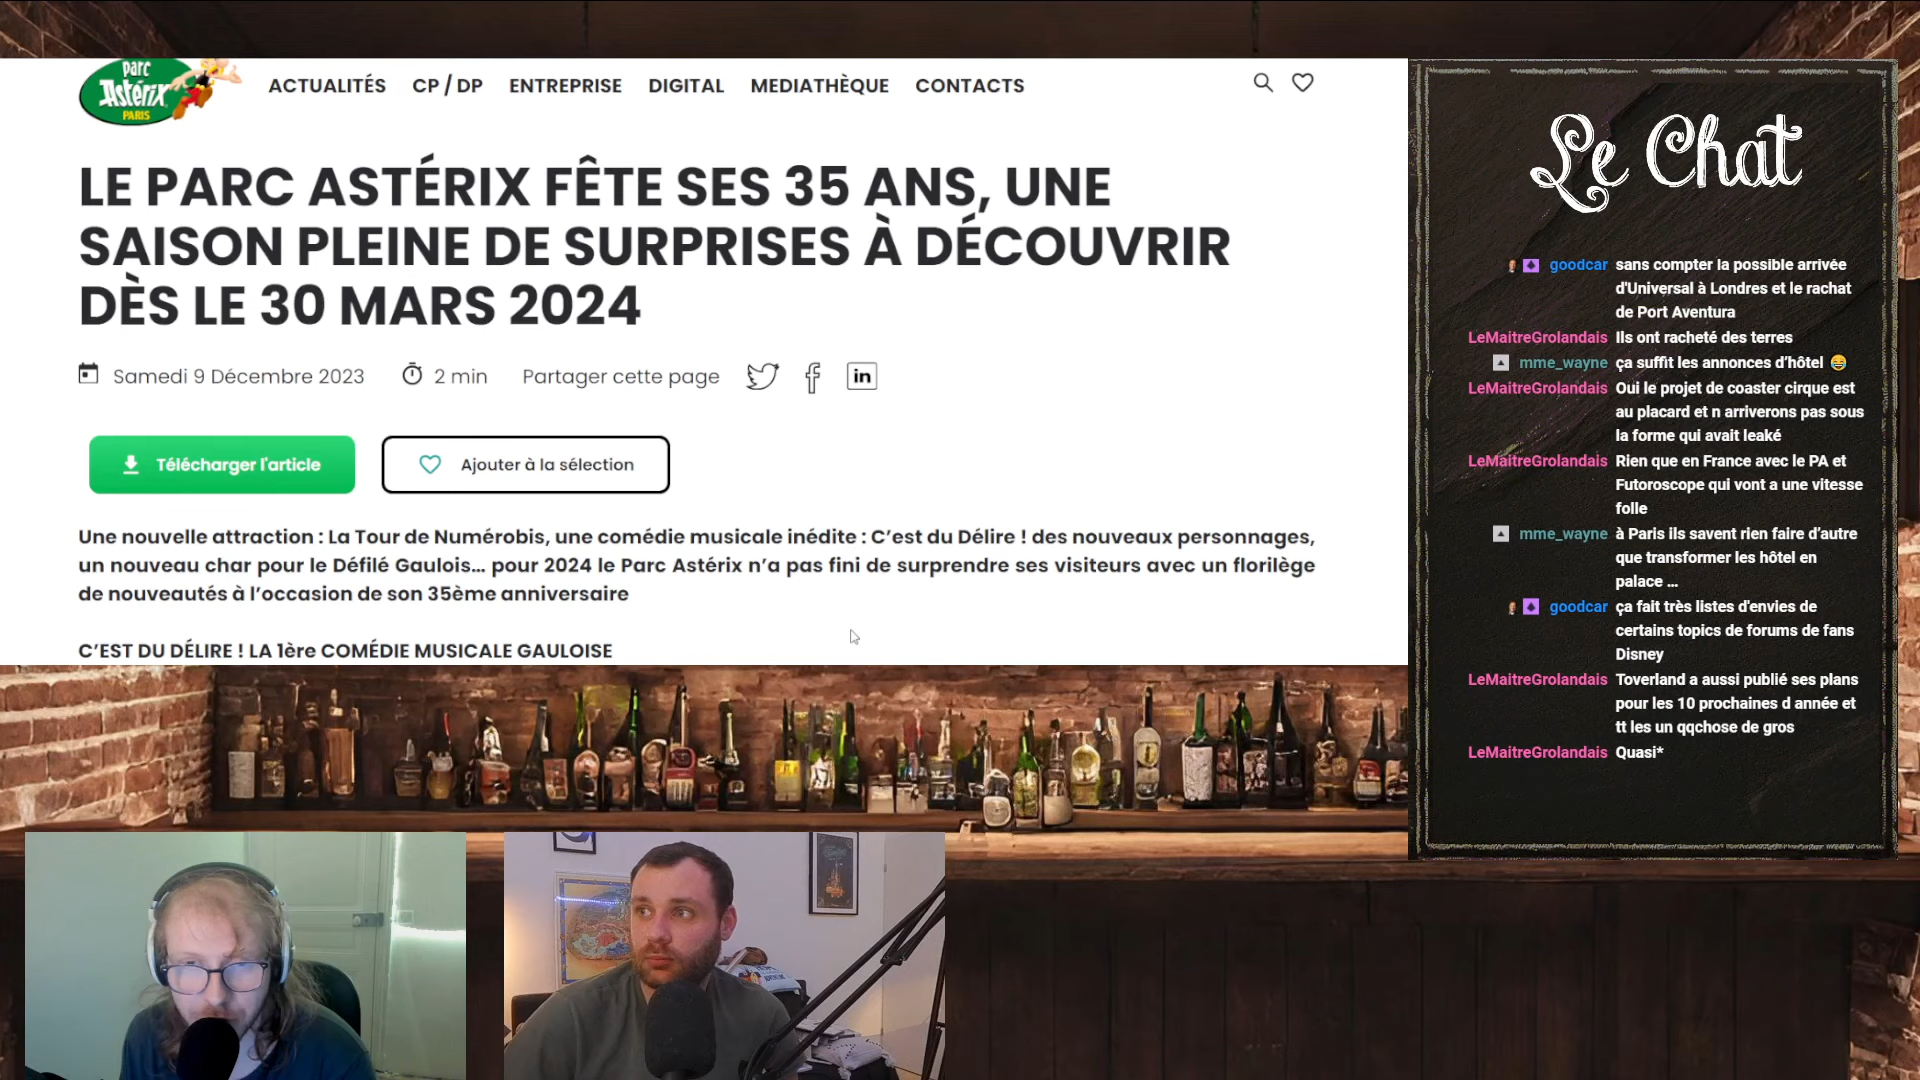 parc
Astérix
PARIS
ACTUALITÉS CP / DP ENTREPRISE DIGITAL MEDIATHÈQUE CONTACTS
LE PARC ASTÉRIX FÊTE SES 35 ANS, UNE
SAISON PLEINE DE SURPRISES À DÉCOUVRIR
DÈS LE 30 MARS 2024
Samedi 9 Décembre 2023 2 min Partager cette page in
Télécharger l'article Ajouter à la sélection
Une nouvelle attraction : La Tour de Numérobis, une comédie musicale inédite : C'est du Délire ! des nouveaux personnages,
un nouveau char pour le Défilé Gaulois… pour 2024 le Parc Astérix n'a pas fini de surprendre ses visiteurs avec un florilège
de nouveautés à l'occasion de son 35ème anniversaire
C'EST DU DÉLIRE ! LA 1ère COMÉDIE MUSICALE GAULOISE
Le Chat
goodcar sans compter la possible arrivée
d'Universal à Londres et le rachat
de Port Aventura
LeMaitreGrolandais Ils ont racheté des terres
mme_wayne ça suffit les annonces d'hôtel 😂
LeMaitreGrolandais Oui le projet de coaster cirque est
au placard et n arriverons pas sous
la forme qui avait leaké
LeMaitreGrolandais Rien que en France avec le PA et
Futoroscope qui vont a une vitesse
folle
mme_wayne à Paris ils savent rien faire d'autre
que transformer les hôtel en
palace ...
goodcar ça fait très listes d'envies de
certains topics de forums de fans
Disney
LeMaitreGrolandais Toverland a aussi publié ses plans
pour les 10 prochaines d année et
tt les un qqchose de gros
LeMaitreGrolandais Quasi*